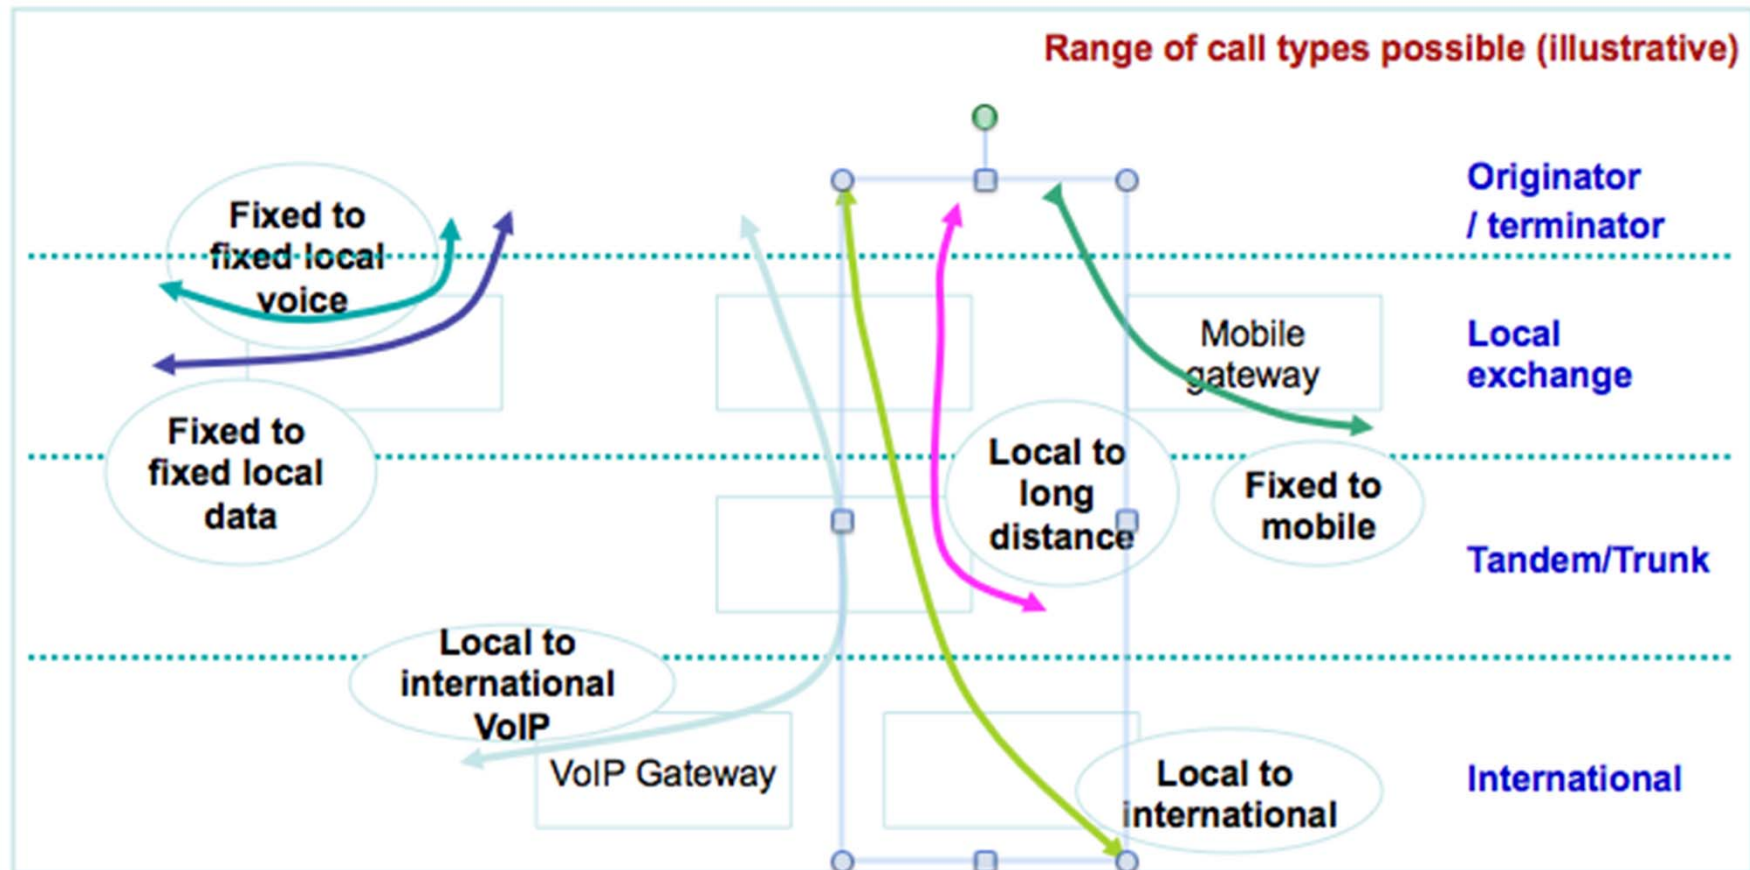 Range of call types possible (illustrative)
Originator
/ terminator
Fixed to
fixed local
voice
Mobile
gateway
Local
exchange
Fixed to
fixed local
data
Local to
long
distance
Fixed to
mobile
Tandem/Trunk
Local to
international
VoIP
VoIP Gateway
Local to
international
International